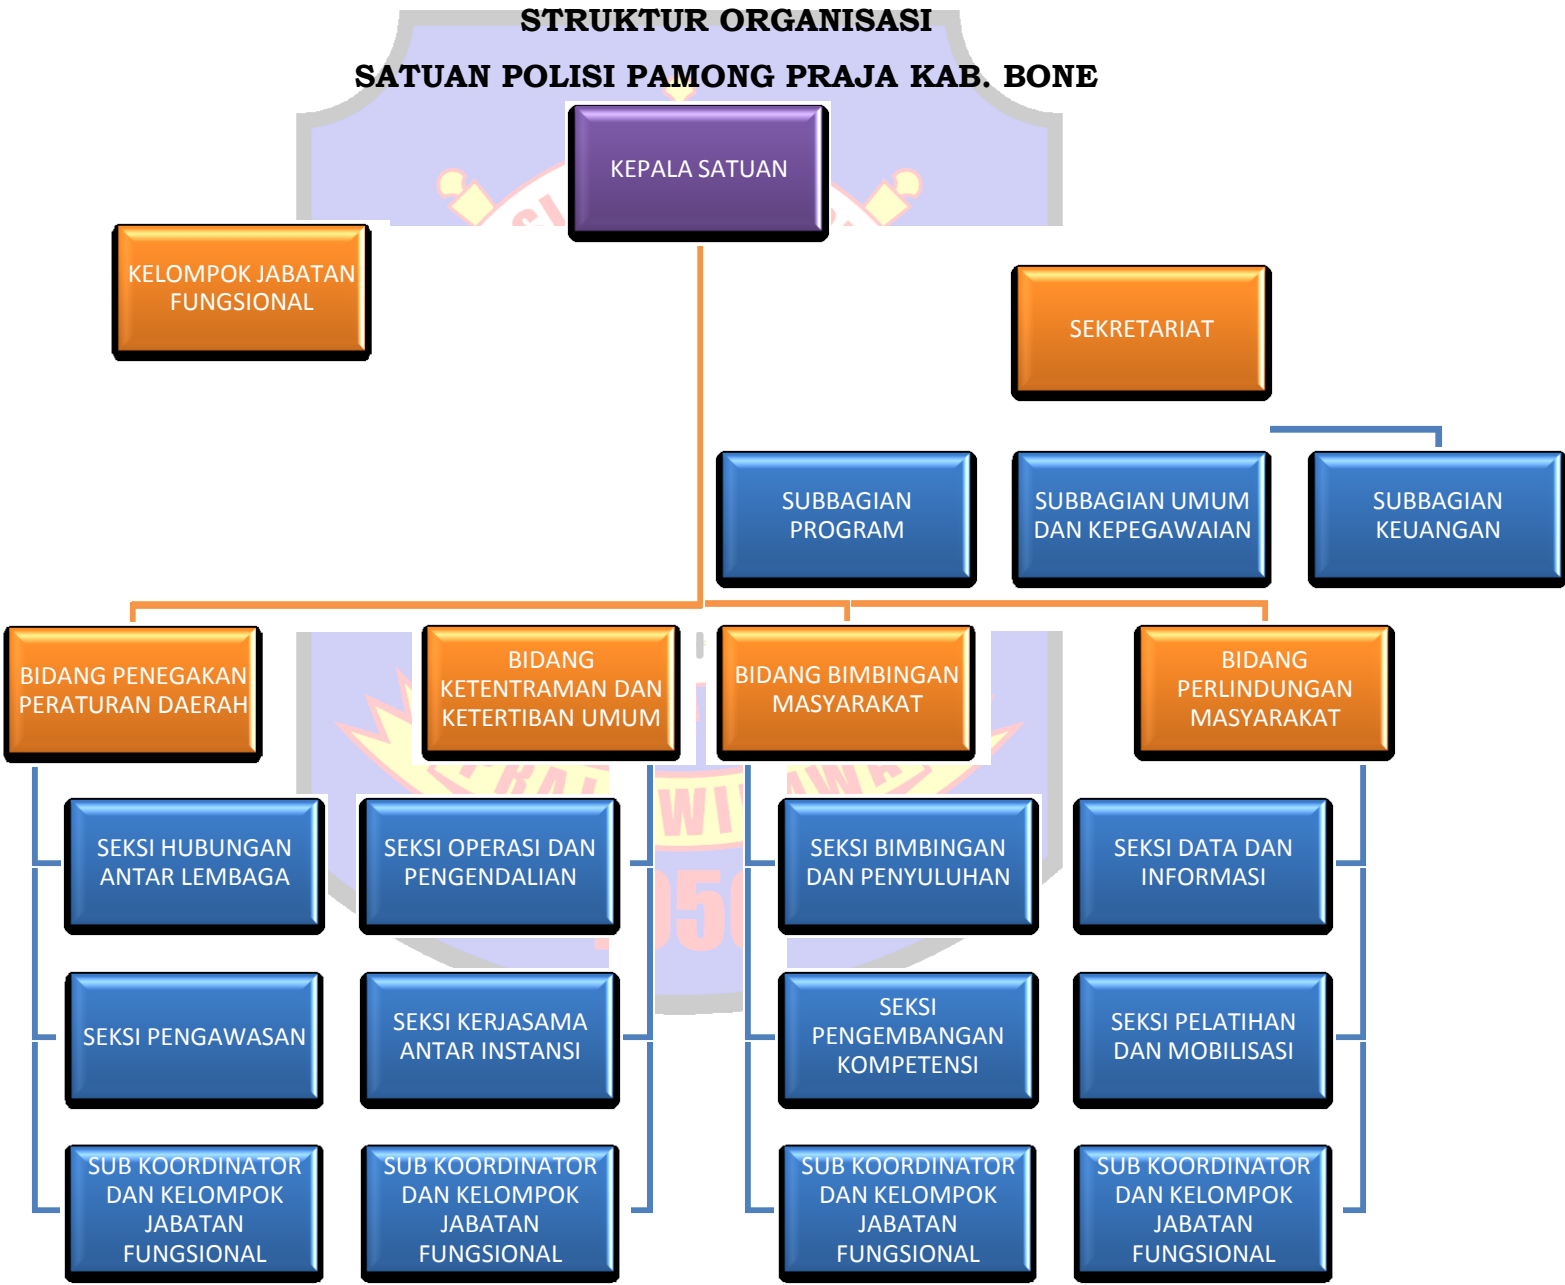 STRUKTUR ORGANISASI
SATUAN POLISI PAMONG PRAJA KAB. BONE
KEPALA SATUAN
KELOMPOK JABATAN
FUNGSIONAL
SEKRETARIAT
SUBBAGIAN
PROGRAM
SUBBAGIAN UMUM
DAN KEPEGAWAIAN
SUBBAGIAN
KEUANGAN
BIDANG PENEGAKAN
PERATURAN DAERAH
BIDANG
KETENTRAMAN DAN
KETERTIBAN UMUM
BIDANG BIMBINGAN
MASYARAKAT
BIDANG
PERLINDUNGAN
MASYARAKAT
SEKSI HUBUNGAN
ANTAR LEMBAGA
SEKSI OPERASI DAN
PENGENDALIAN
SEKSI BIMBINGAN
DAN PENYULUHAN
SEKSI DATA DAN
INFORMASI
SEKSI PENGAWASAN
SEKSI KERJASAMA
ANTAR INSTANSI
SEKSI
PENGEMBANGAN
KOMPETENSI
SEKSI PELATIHAN
DAN MOBILISASI
SUB KOORDINATOR
DAN KELOMPOK
JABATAN
FUNGSIONAL
SUB KOORDINATOR
DAN KELOMPOK
JABATAN
FUNGSIONAL
SUB KOORDINATOR
DAN KELOMPOK
JABATAN
FUNGSIONAL
SUB KOORDINATOR
DAN KELOMPOK
JABATAN
FUNGSIONAL